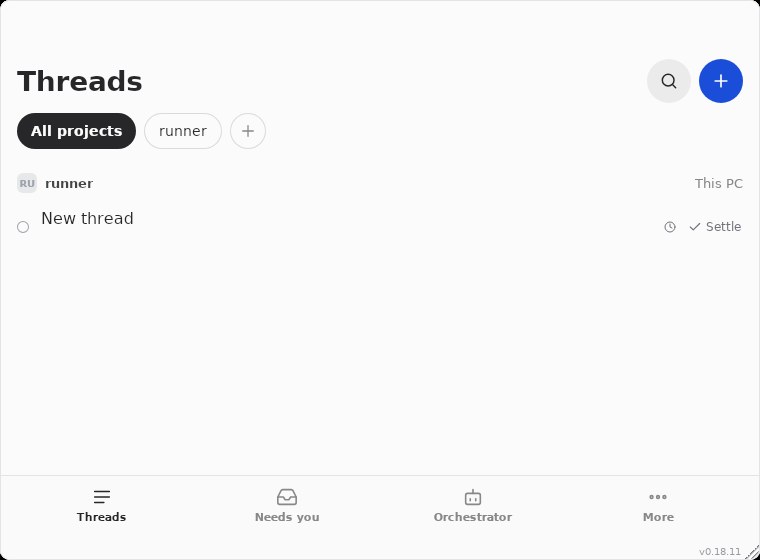 Threads
All projects
runner
RU runner
This PC
New thread
Settle
Threads
Needs you
Orchestrator
More
v0.18.11